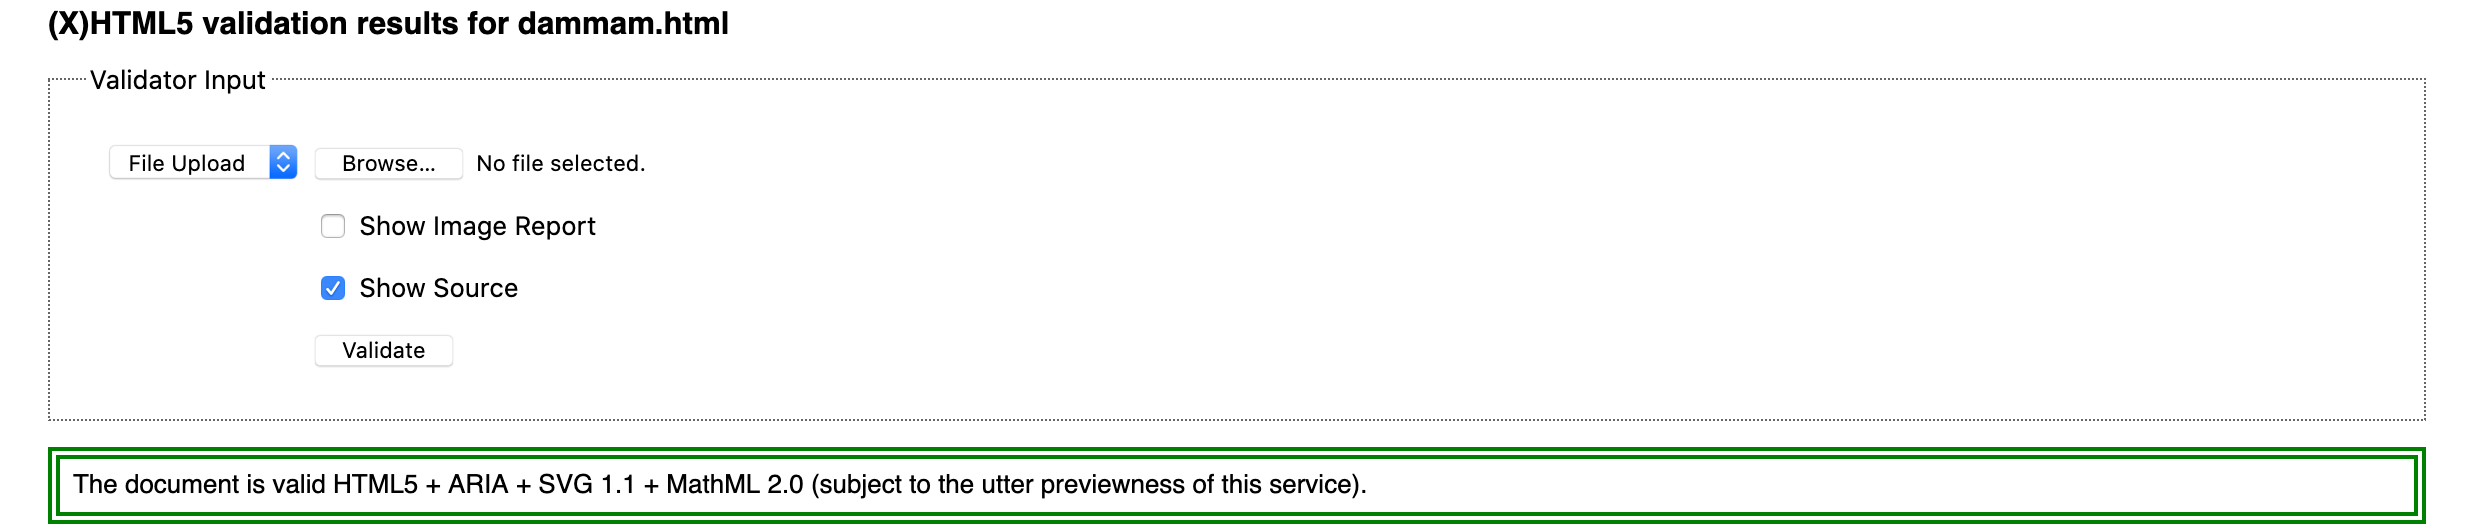 (X)HTML5 validation results for dammam.html
Validator Input
File Upload Browse... No file selected.
Show Image Report
Show Source
Validate
The document is valid HTML5 + ARIA + SVG 1.1 + MathML 2.0 (subject to the utter previewness of this service).